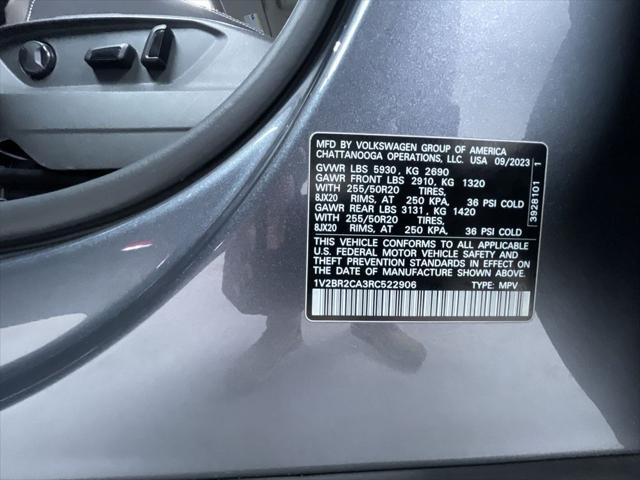 MFD BY VOLKSWAGEN GROUP OF AMERICA
CHATTANOOGA OPERATIONS, LLC. USA 09/2023
GVWR LBS 5930, KG 2690
GAWR FRONT LBS 2910, KG 1320
WITH 255/50R20 TIRES,
8JX20 RIMS, AT 250 KPA, 36 PSI COLD
GAWR REAR LBS 3131, KG 1420
WITH 255/50R20 TIRES,
8JX20 RIMS, AT 250 KPA, 36 PSI COLD
THIS VEHICLE CONFORMS TO ALL APPLICABLE
U.S. FEDERAL MOTOR VEHICLE SAFETY AND
THEFT PREVENTION STANDARDS IN EFFECT ON
THE DATE OF MANUFACTURE SHOWN ABOVE.
1V2BR2CA3RC522906 TYPE: MPV
3928101 1